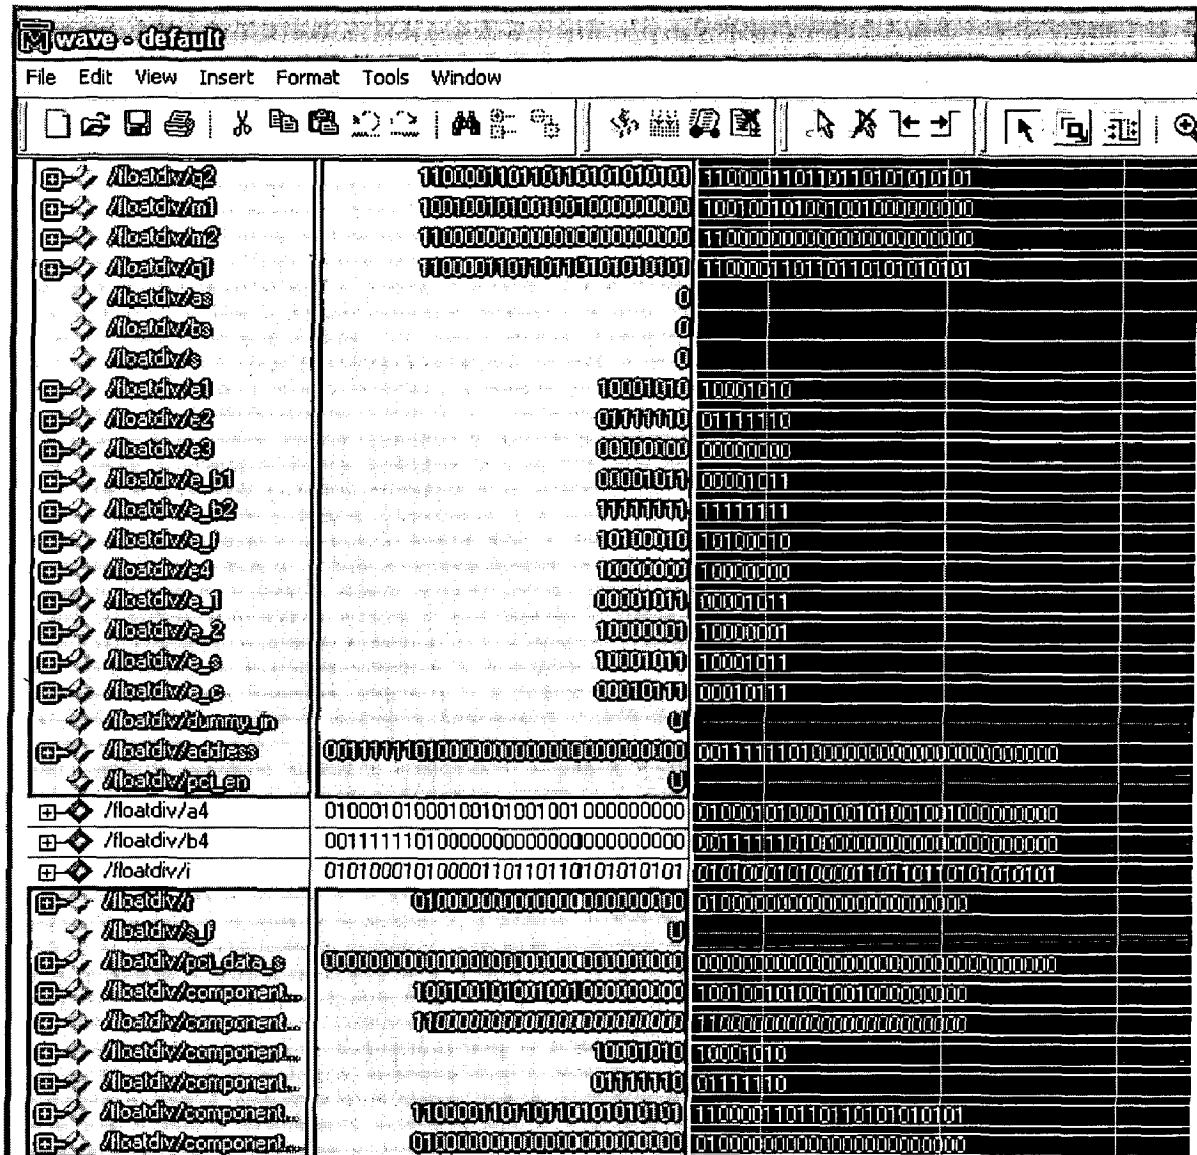 wave - default
File Edit View Insert Format Tools Window
/floatdiv/q2 110000110110110101010101 110000110110110101010101
/floatdiv/m1 100100101001001000000000 100100101001001000000000
/floatdiv/m2 110000000000000000000000 110000000000000000000000
/floatdiv/q1 110000110110110101010101 110000110110110101010101
/floatdiv/as 0
/floatdiv/bs 0
/floatdiv/s 0
/floatdiv/e1 10001010 10001010
/floatdiv/e2 01111110 01111110
/floatdiv/e3 00000000 00000000
/floatdiv/e_b1 00001011 00001011
/floatdiv/e_b2 11111111 11111111
/floatdiv/e_f 10100010 10100010
/floatdiv/e4 10000000 10000000
/floatdiv/e_1 00001011 00001011
/floatdiv/e_2 10000001 10000001
/floatdiv/e_s 10001011 10001011
/floatdiv/e_c 00010111 00010111
/floatdiv/dummy_in U
/floatdiv/address 00111111010000000000000000000000 00111111010000000000000000000000
/floatdiv/pci_en U
/floatdiv/a4 01000101000100101001001000000000 01000101000100101001001000000000
/floatdiv/b4 00111111010000000000000000000000 00111111010000000000000000000000
/floatdiv/i 01010001010000110110110101010101 01010001010000110110110101010101
/floatdiv/r 010000000000000000000000 010000000000000000000000
/floatdiv/s_f U
/floatdiv/pci_data_s 00000000000000000000000000000000 00000000000000000000000000000000
/floatdiv/component... 100100101001001000000000 100100101001001000000000
/floatdiv/component... 110000000000000000000000 110000000000000000000000
/floatdiv/component... 10001010 10001010
/floatdiv/component... 01111110 01111110
/floatdiv/component... 110000110110110101010101 110000110110110101010101
/floatdiv/component... 010000000000000000000000 010000000000000000000000